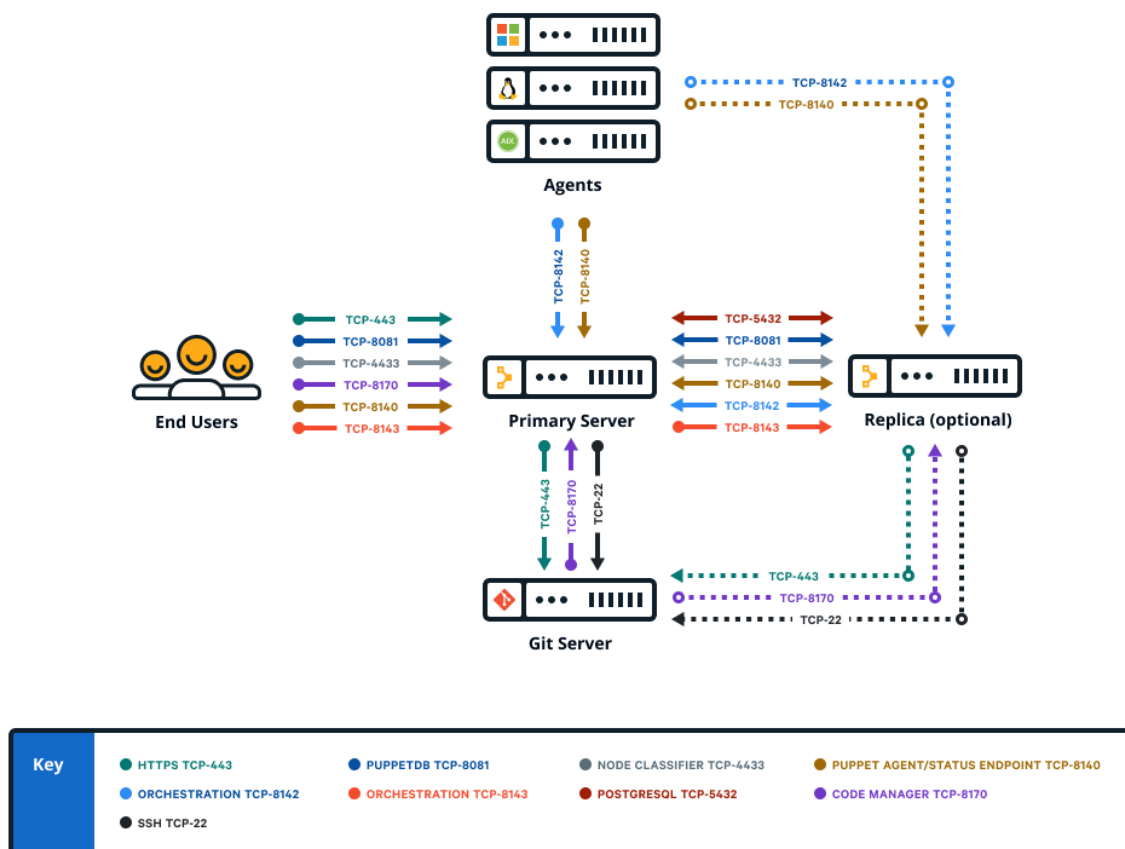 AIX
Agents
TCP-8142
TCP-8140
TCP-8142
TCP-8140
TCP-443
TCP-8081
TCP-4433
TCP-8170
TCP-8140
TCP-8143
End Users
TCP-5432
TCP-8081
TCP-4433
TCP-8140
TCP-8142
TCP-8143
Primary Server
Replica (optional)
TCP-443
TCP-8170
TCP-22
TCP-443
TCP-8170
TCP-22
Git Server
Key
HTTPS TCP-443
PUPPETDB TCP-8081
NODE CLASSIFIER TCP-4433
PUPPET AGENT/STATUS ENDPOINT TCP-8140
ORCHESTRATION TCP-8142
ORCHESTRATION TCP-8143
POSTGRESQL TCP-5432
CODE MANAGER TCP-8170
SSH TCP-22